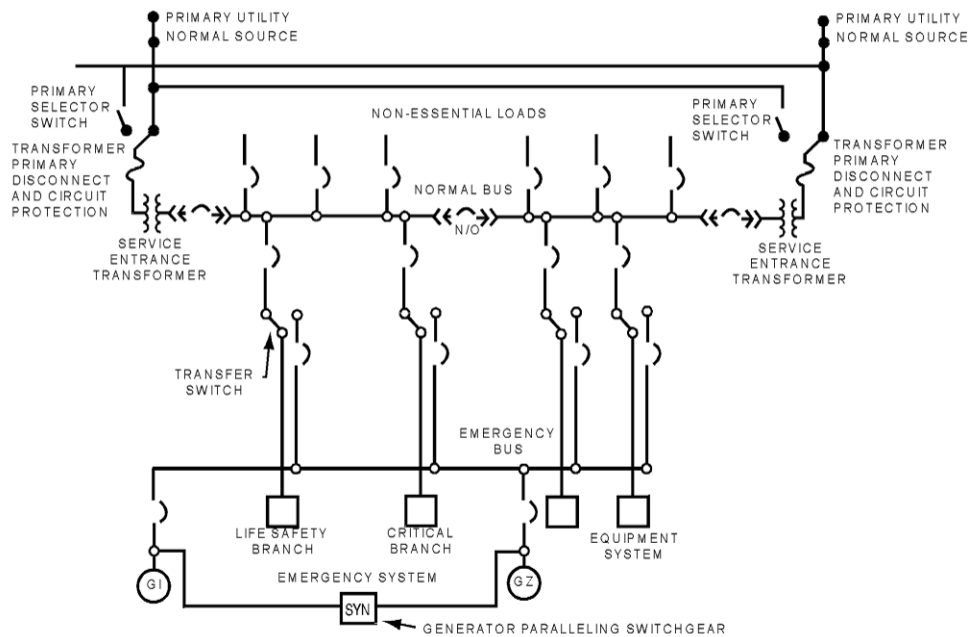 PRIMARY UTILITY
NORMAL SOURCE
PRIMARY UTILITY
NORMAL SOURCE
PRIMARY
SELECTOR
SWITCH
NON-ESSENTIAL LOADS
PRIMARY
SELECTOR
SWITCH
TRANSFORMER
PRIMARY
DISCONNECT
AND CIRCUIT
PROTECTION
TRANSFORMER
PRIMARY
DISCONNECT
AND CIRCUIT
PROTECTION
NORMAL BUS
N/O
SERVICE
ENTRANCE
TRANSFORMER
SERVICE
ENTRANCE
TRANSFORMER
TRANSFER
SWITCH
EMERGENCY
BUS
LIFE SAFETY
BRANCH
CRITICAL
BRANCH
EQUIPMENT
SYSTEM
GI
EMERGENCY SYSTEM
GZ
SYN
GENERATOR PARALLELING SWITCHGEAR